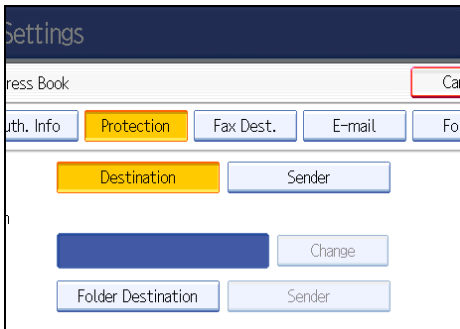 Settings
ress Book Ca
uth. Info Protection Fax Dest. E-mail Fo
Destination Sender
n
Change
Folder Destination Sender